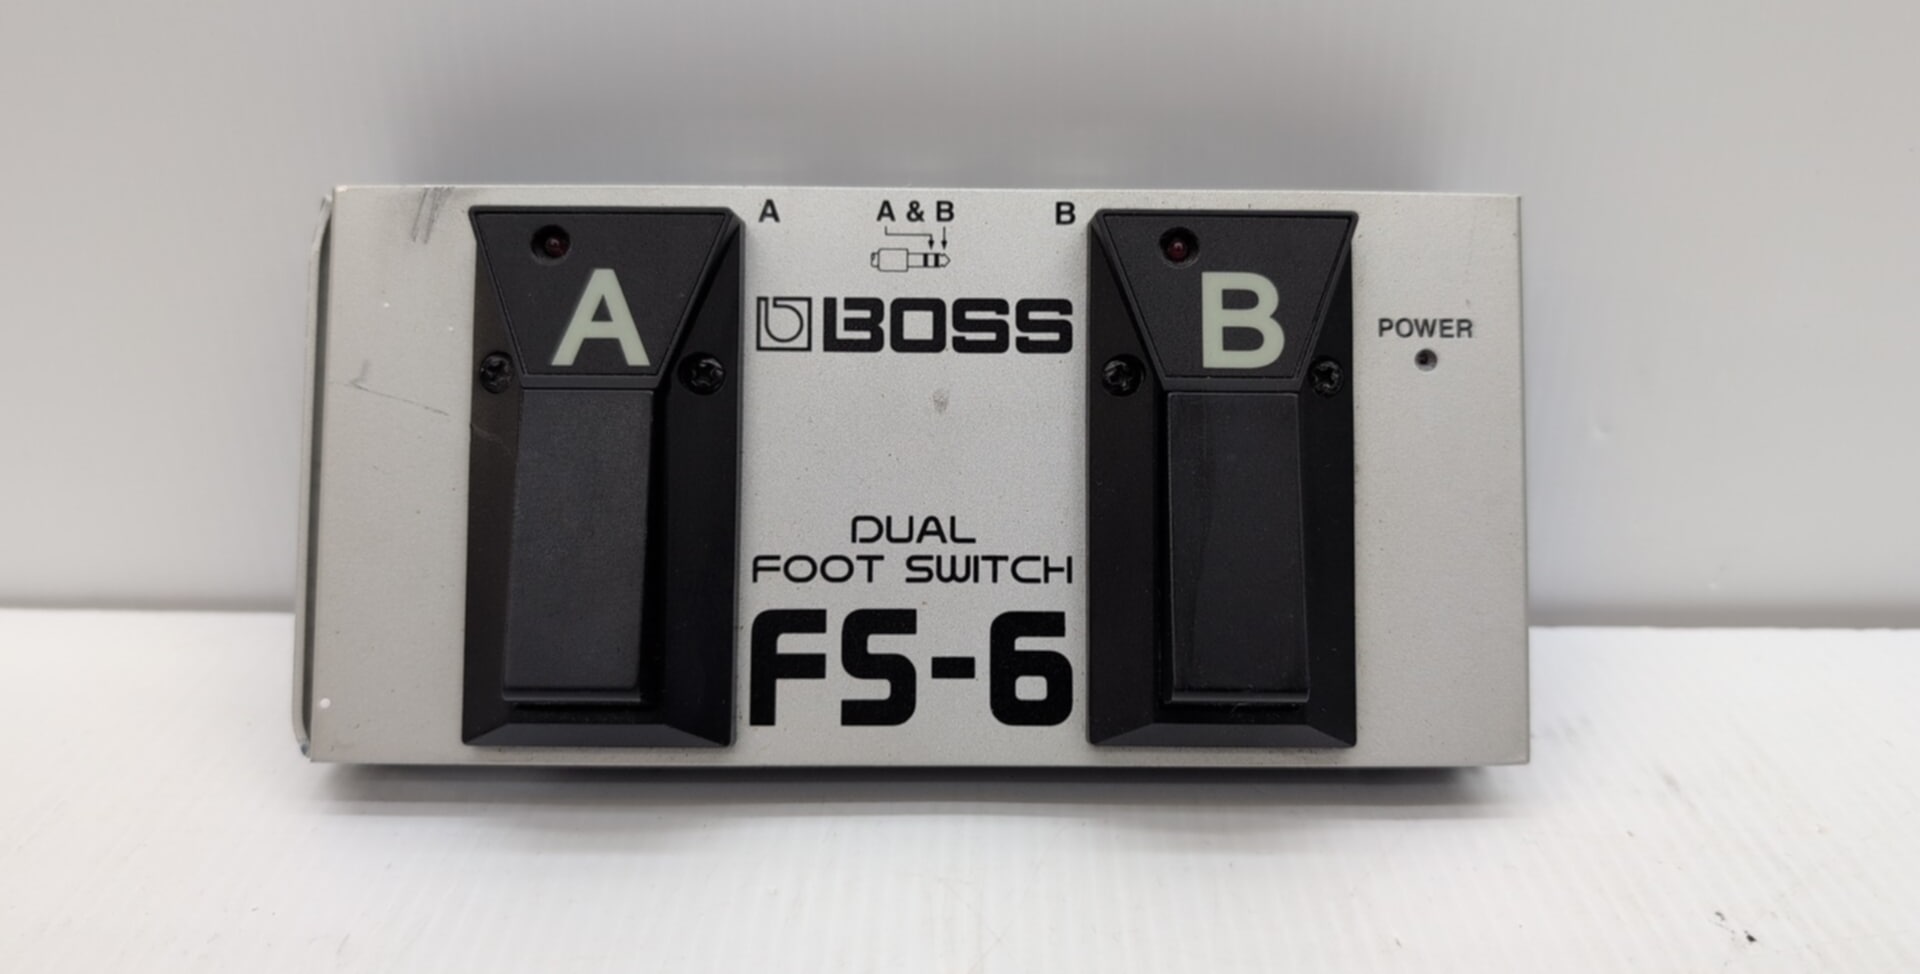 A
A & B
B
A
BOSS
B
POWER
DUAL
FOOT SWITCH
FS-6